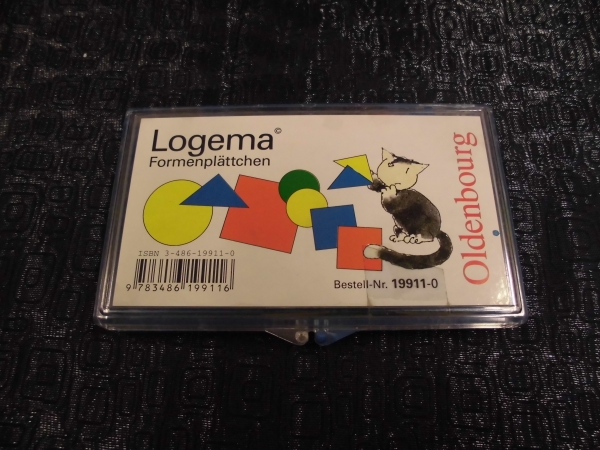 Logema©
Formenplättchen
Oldenbourg
ISBN 3-486-19911-0
9 783486 199116
Bestell-Nr. 19911-0